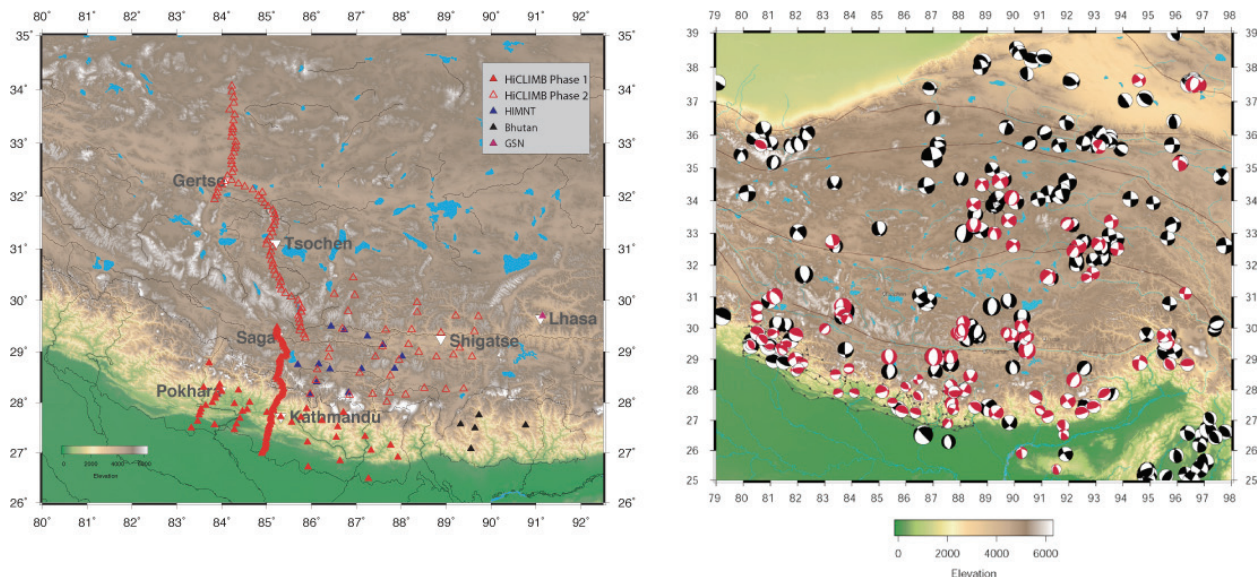 80° 81° 82° 83° 84° 85° 86° 87° 88° 89° 90° 91° 92°
35° 35°
34° 34°
33° 33°
32° 32°
31° 31°
30° 30°
29° 29°
28° 28°
27° 27°
26° 26°
80° 81° 82° 83° 84° 85° 86° 87° 88° 89° 90° 91° 92°
HiCLIMB Phase 1
HiCLIMB Phase 2
HIMNT
Bhutan
GSN
Gertse
Tsochen
Saga
Lhasa
Shigatse
Pokhara
Kathmandu
0 2000 4000 6000
Elevation
79 80 81 82 83 84 85 86 87 88 89 90 91 92 93 94 95 96 97 98
39 39
38 38
37 37
36 36
35 35
34 34
33 33
32 32
31 31
30 30
29 29
28 28
27 27
26 26
25 25
79 80 81 82 83 84 85 86 87 88 89 90 91 92 93 94 95 96 97 98
0 2000 4000 6000
Elevation